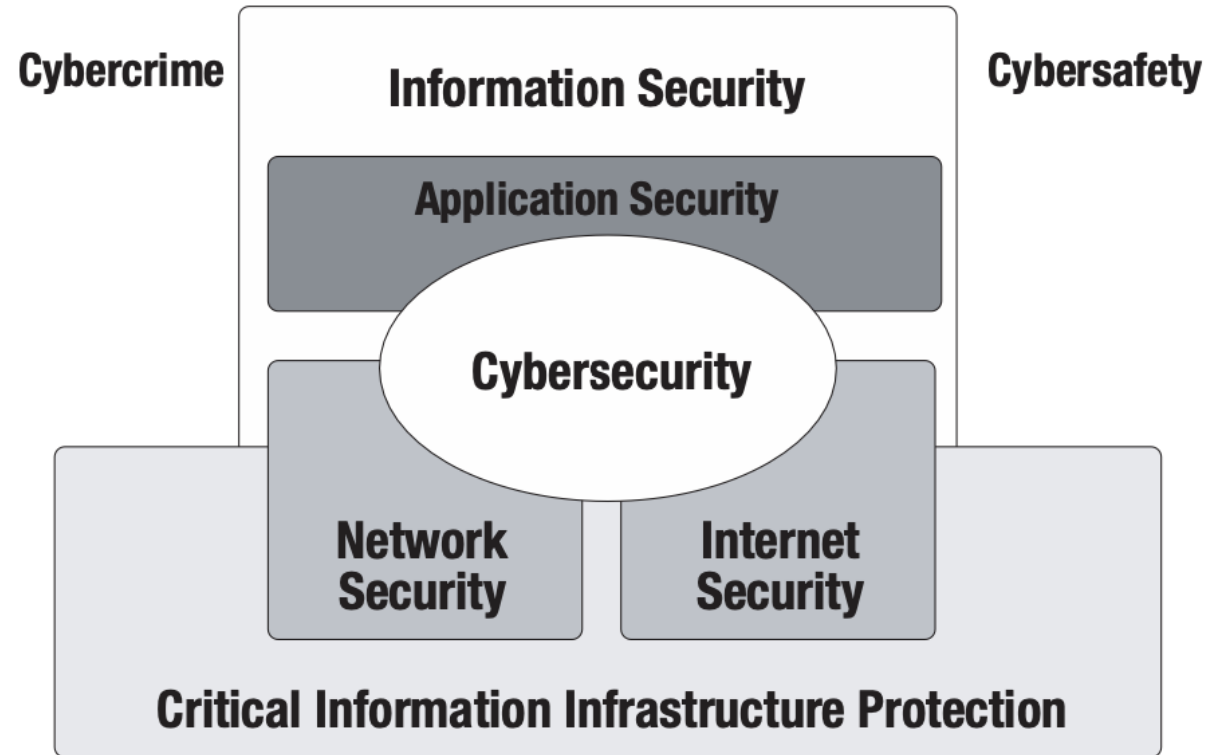 Cybercrime
Information Security
Cybersafety
Application Security
Cybersecurity
Network
Security
Internet
Security
Critical Information Infrastructure Protection